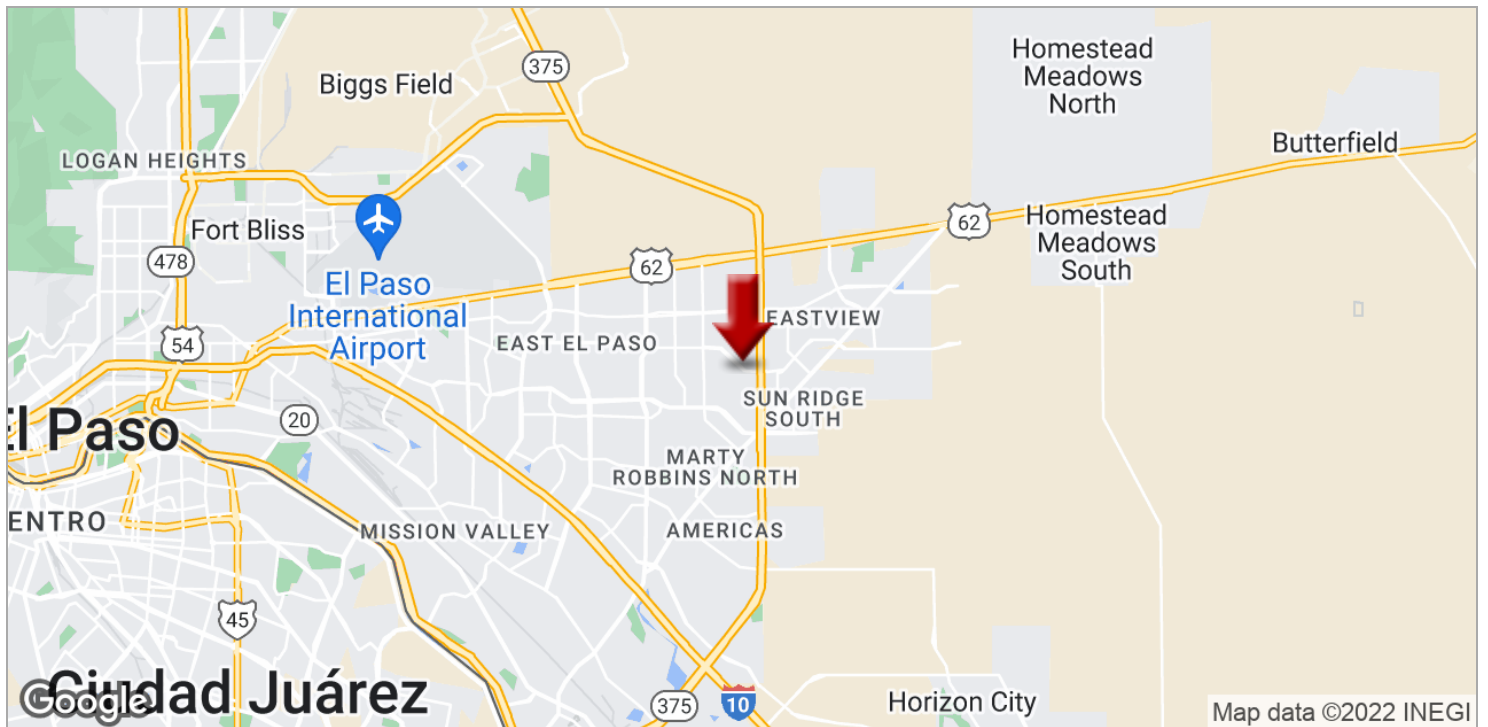 Homestead
Meadows
North
375
Biggs Field
Butterfield
LOGAN HEIGHTS
Fort Bliss
62
Homestead
Meadows
South
478
62
El Paso
International
Airport
EASTVIEW
54
EAST EL PASO
SUN RIDGE
SOUTH
20
El Paso
MARTY
ROBBINS NORTH
ENTRO
MISSION VALLEY
AMERICAS
45
Ciudad Juárez
Google
375
10
Horizon City
Map data ©2022 INEGI